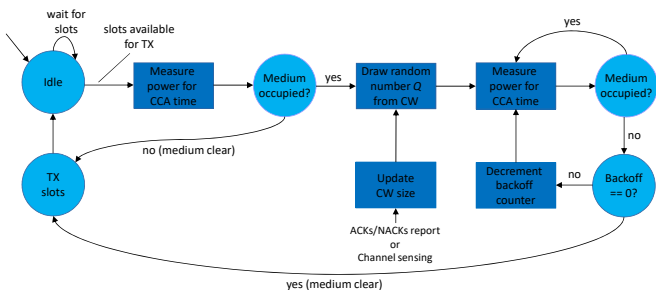 wait for
slots
slots available
for TX
Idle
Measure
power for
CCA time
Medium
occupied?
yes
Draw random
number Q
from CW
Measure
power for
CCA time
yes
Medium
occupied?
no (medium clear)
no
TX
slots
Update
CW size
Decrement
backoff
counter
no
Backoff
== 0?
ACKs/NACKs report
or
Channel sensing
yes (medium clear)